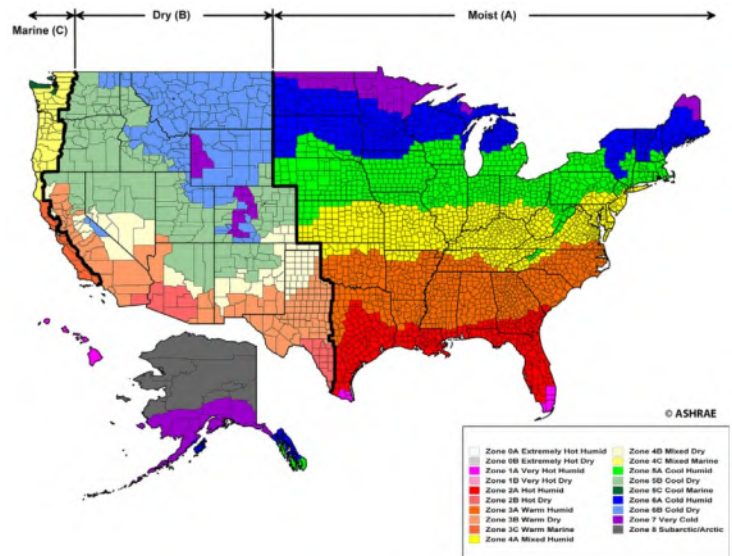 Marine (C)
Dry (B)
Moist (A)
© ASHRAE
Zone 0A Extremely Hot Humid
Zone 0B Extremely Hot Dry
Zone 1A Very Hot Humid
Zone 1B Very Hot Dry
Zone 2A Hot Humid
Zone 2B Hot Dry
Zone 3A Warm Humid
Zone 3B Warm Dry
Zone 3C Warm Marine
Zone 4A Mixed Humid
Zone 4B Mixed Dry
Zone 4C Mixed Marine
Zone 5A Cool Humid
Zone 5B Cool Dry
Zone 5C Cool Marine
Zone 6A Cold Humid
Zone 6B Cold Dry
Zone 7 Very Cold
Zone 8 Subarctic/Arctic